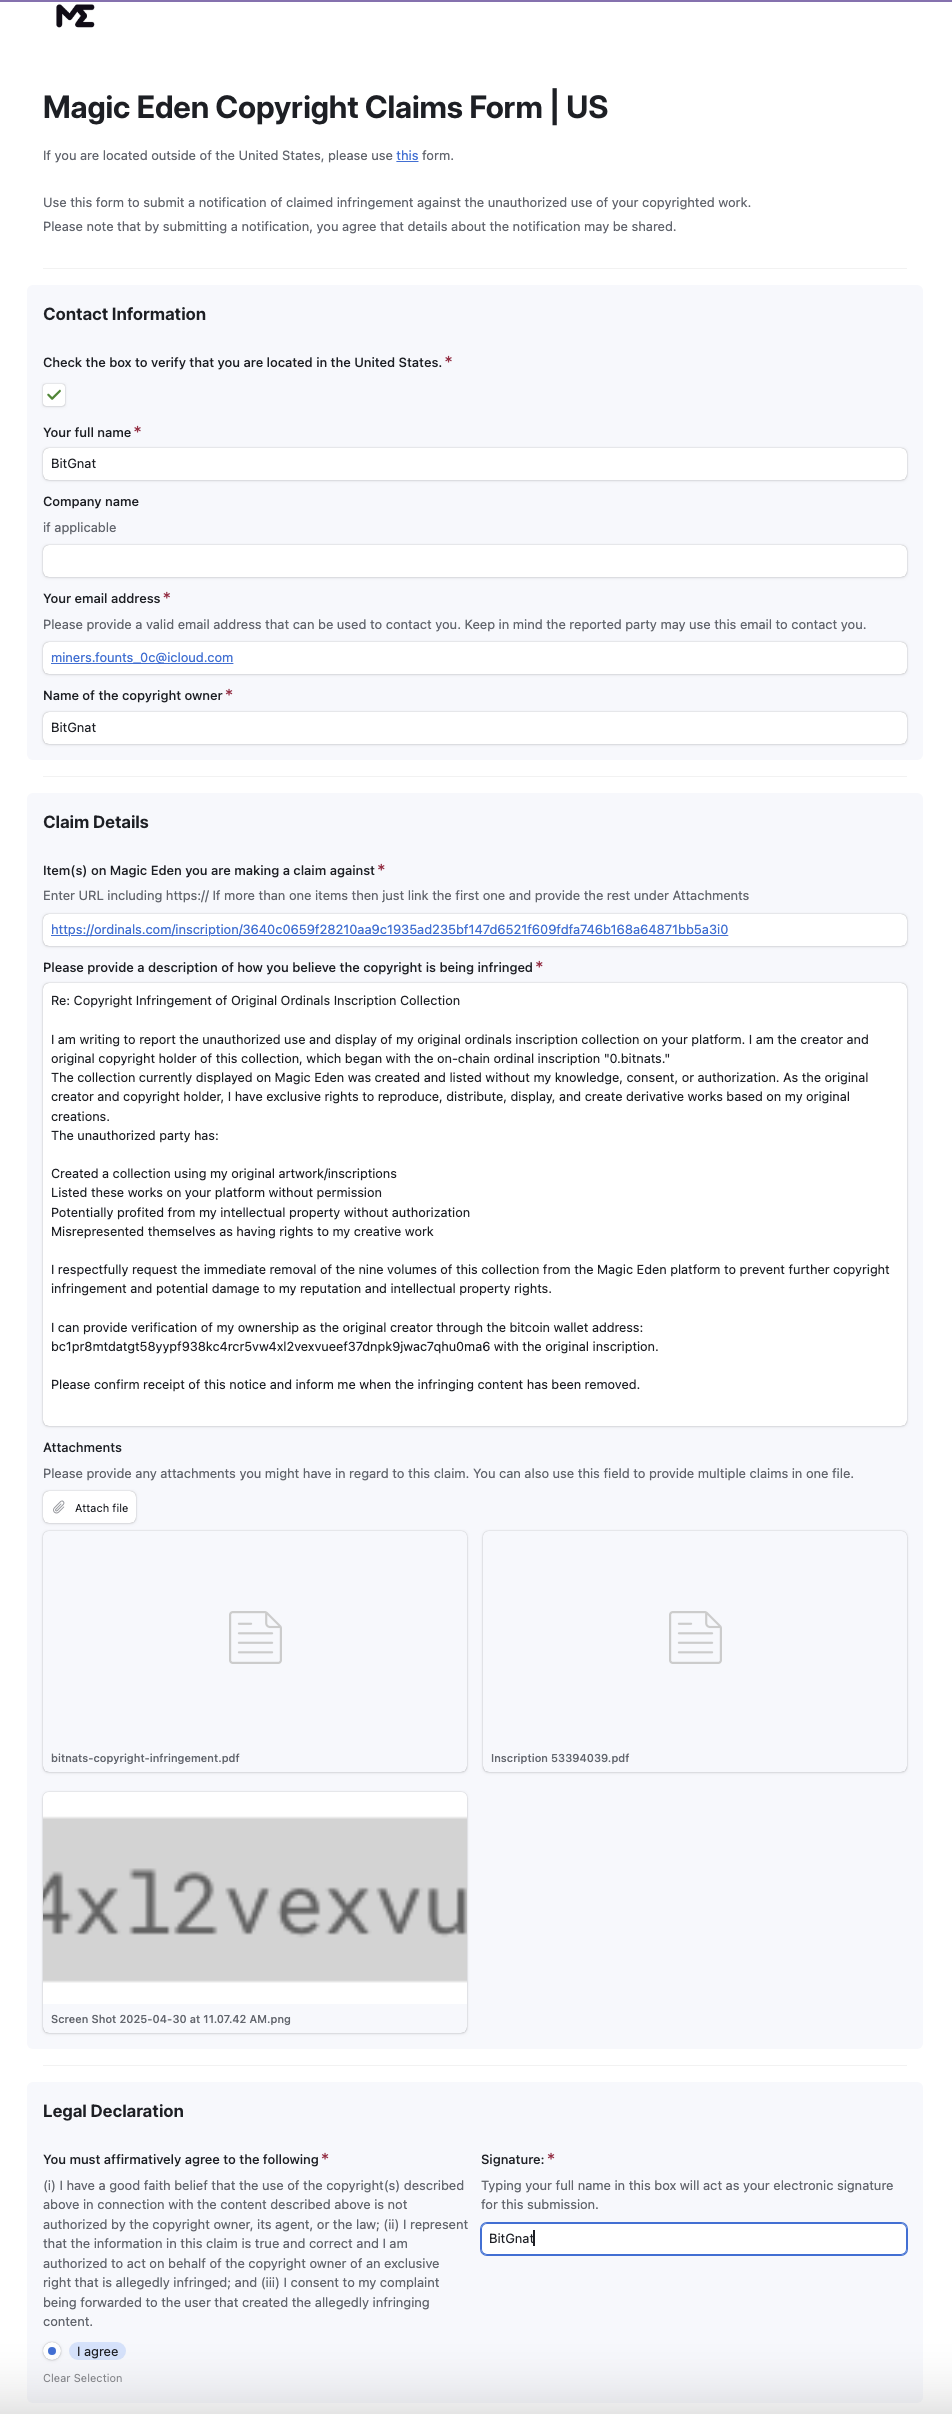 ME
Magic Eden Copyright Claims Form | US
If you are located outside of the United States, please use this form.
Use this form to submit a notification of claimed infringement against the unauthorized use of your copyrighted work.
Please note that by submitting a notification, you agree that details about the notification may be shared.
Contact Information
Check the box to verify that you are located in the United States. *
Your full name *
BitGnat
Company name
if applicable
Your email address *
Please provide a valid email address that can be used to contact you. Keep in mind the reported party may use this email to contact you.
miners.founts_0c@icloud.com
Name of the copyright owner *
BitGnat
Claim Details
Item(s) on Magic Eden you are making a claim against *
Enter URL including https:// If more than one items then just link the first one and provide the rest under Attachments
https://ordinals.com/inscription/3640c0659f28210aa9c1935ad235bf147d6521f609fdfa746b168a64871bb5a3i0
Please provide a description of how you believe the copyright is being infringed *
Re: Copyright Infringement of Original Ordinals Inscription Collection
I am writing to report the unauthorized use and display of my original ordinals inscription collection on your platform. I am the creator and
original copyright holder of this collection, which began with the on-chain ordinal inscription "0.bitnats."
The collection currently displayed on Magic Eden was created and listed without my knowledge, consent, or authorization. As the original
creator and copyright holder, I have exclusive rights to reproduce, distribute, display, and create derivative works based on my original
creations.
The unauthorized party has:
Created a collection using my original artwork/inscriptions
Listed these works on your platform without permission
Potentially profited from my intellectual property without authorization
Misrepresented themselves as having rights to my creative work
I respectfully request the immediate removal of the nine volumes of this collection from the Magic Eden platform to prevent further copyright
infringement and potential damage to my reputation and intellectual property rights.
I can provide verification of my ownership as the original creator through the bitcoin wallet address:
bc1pr8mtdatgt58yypf938kc4rcr5vw4xl2vexvueef37dnpk9jwac7qhu0ma6 with the original inscription.
Please confirm receipt of this notice and inform me when the infringing content has been removed.
Attachments
Please provide any attachments you might have in regard to this claim. You can also use this field to provide multiple claims in one file.
Attach file
bitnats-copyright-infringement.pdf
Inscription 53394039.pdf
4xl2vexvu
Screen Shot 2025-04-30 at 11.07.42 AM.png
Legal Declaration
You must affirmatively agree to the following *
(i) I have a good faith belief that the use of the copyright(s) described
above in connection with the content described above is not
authorized by the copyright owner, its agent, or the law; (ii) I represent
that the information in this claim is true and correct and I am
authorized to act on behalf of the copyright owner of an exclusive
right that is allegedly infringed; and (iii) I consent to my complaint
being forwarded to the user that created the allegedly infringing
content.
I agree
Clear Selection
Signature: *
Typing your full name in this box will act as your electronic signature
for this submission.
BitGnat